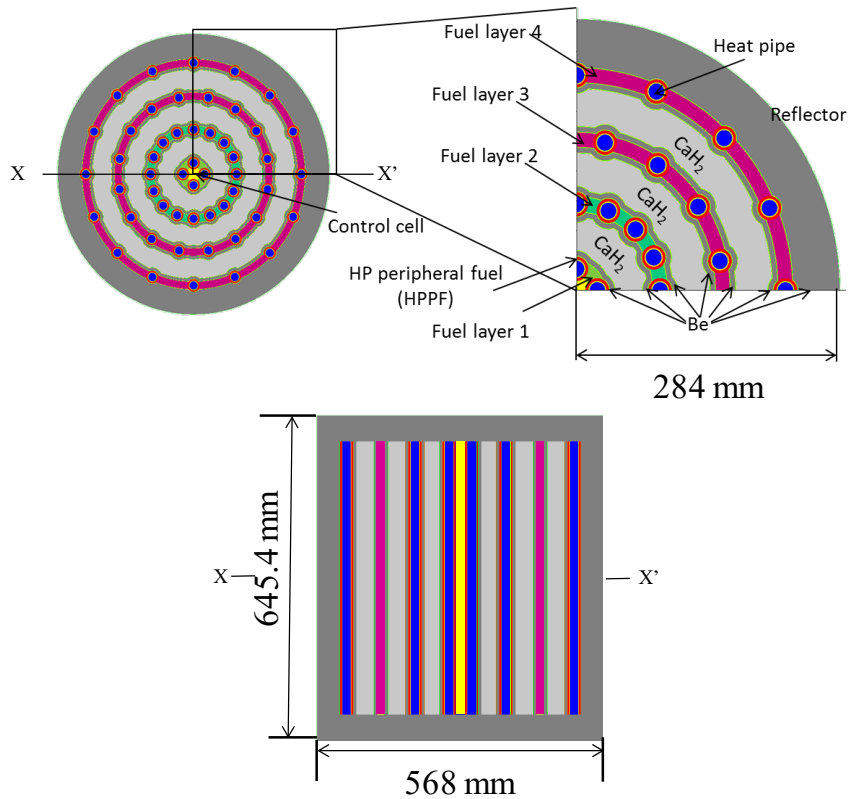 Fuel layer 4
Heat pipe
Fuel layer 3
Reflector
CaH2
Fuel layer 2
CaH2
X
X’
Control cell
CaH2
HP peripheral fuel
(HPPF)
Be
Fuel layer 1
284 mm
645.4 mm
X
X’
568 mm